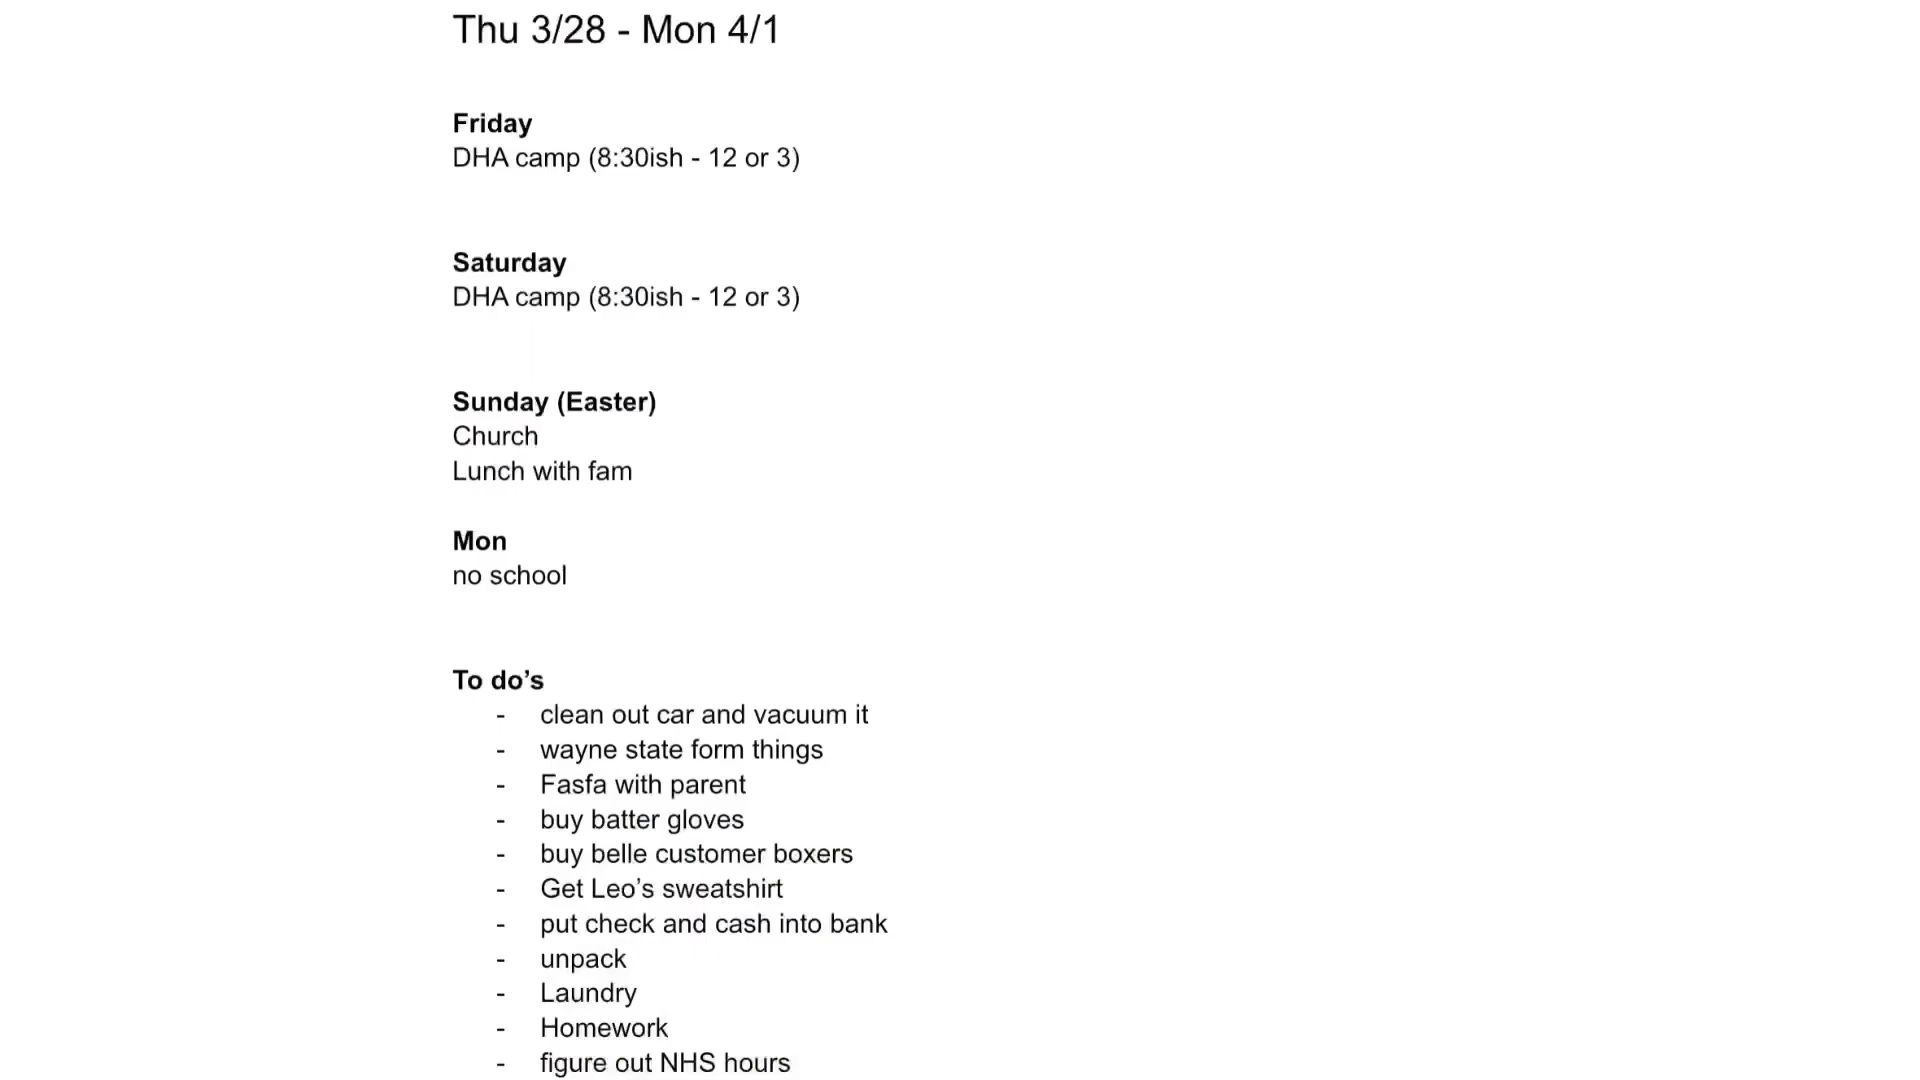 Thu 3/28 - Mon 4/1
Friday
DHA camp (8:30ish - 12 or 3)
Saturday
DHA camp (8:30ish - 12 or 3)
Sunday (Easter)
Church
Lunch with fam
Mon
no school
To do’s
- clean out car and vacuum it
- wayne state form things
- Fasfa with parent
- buy batter gloves
- buy belle customer boxers
- Get Leo’s sweatshirt
- put check and cash into bank
- unpack
- Laundry
- Homework
- figure out NHS hours